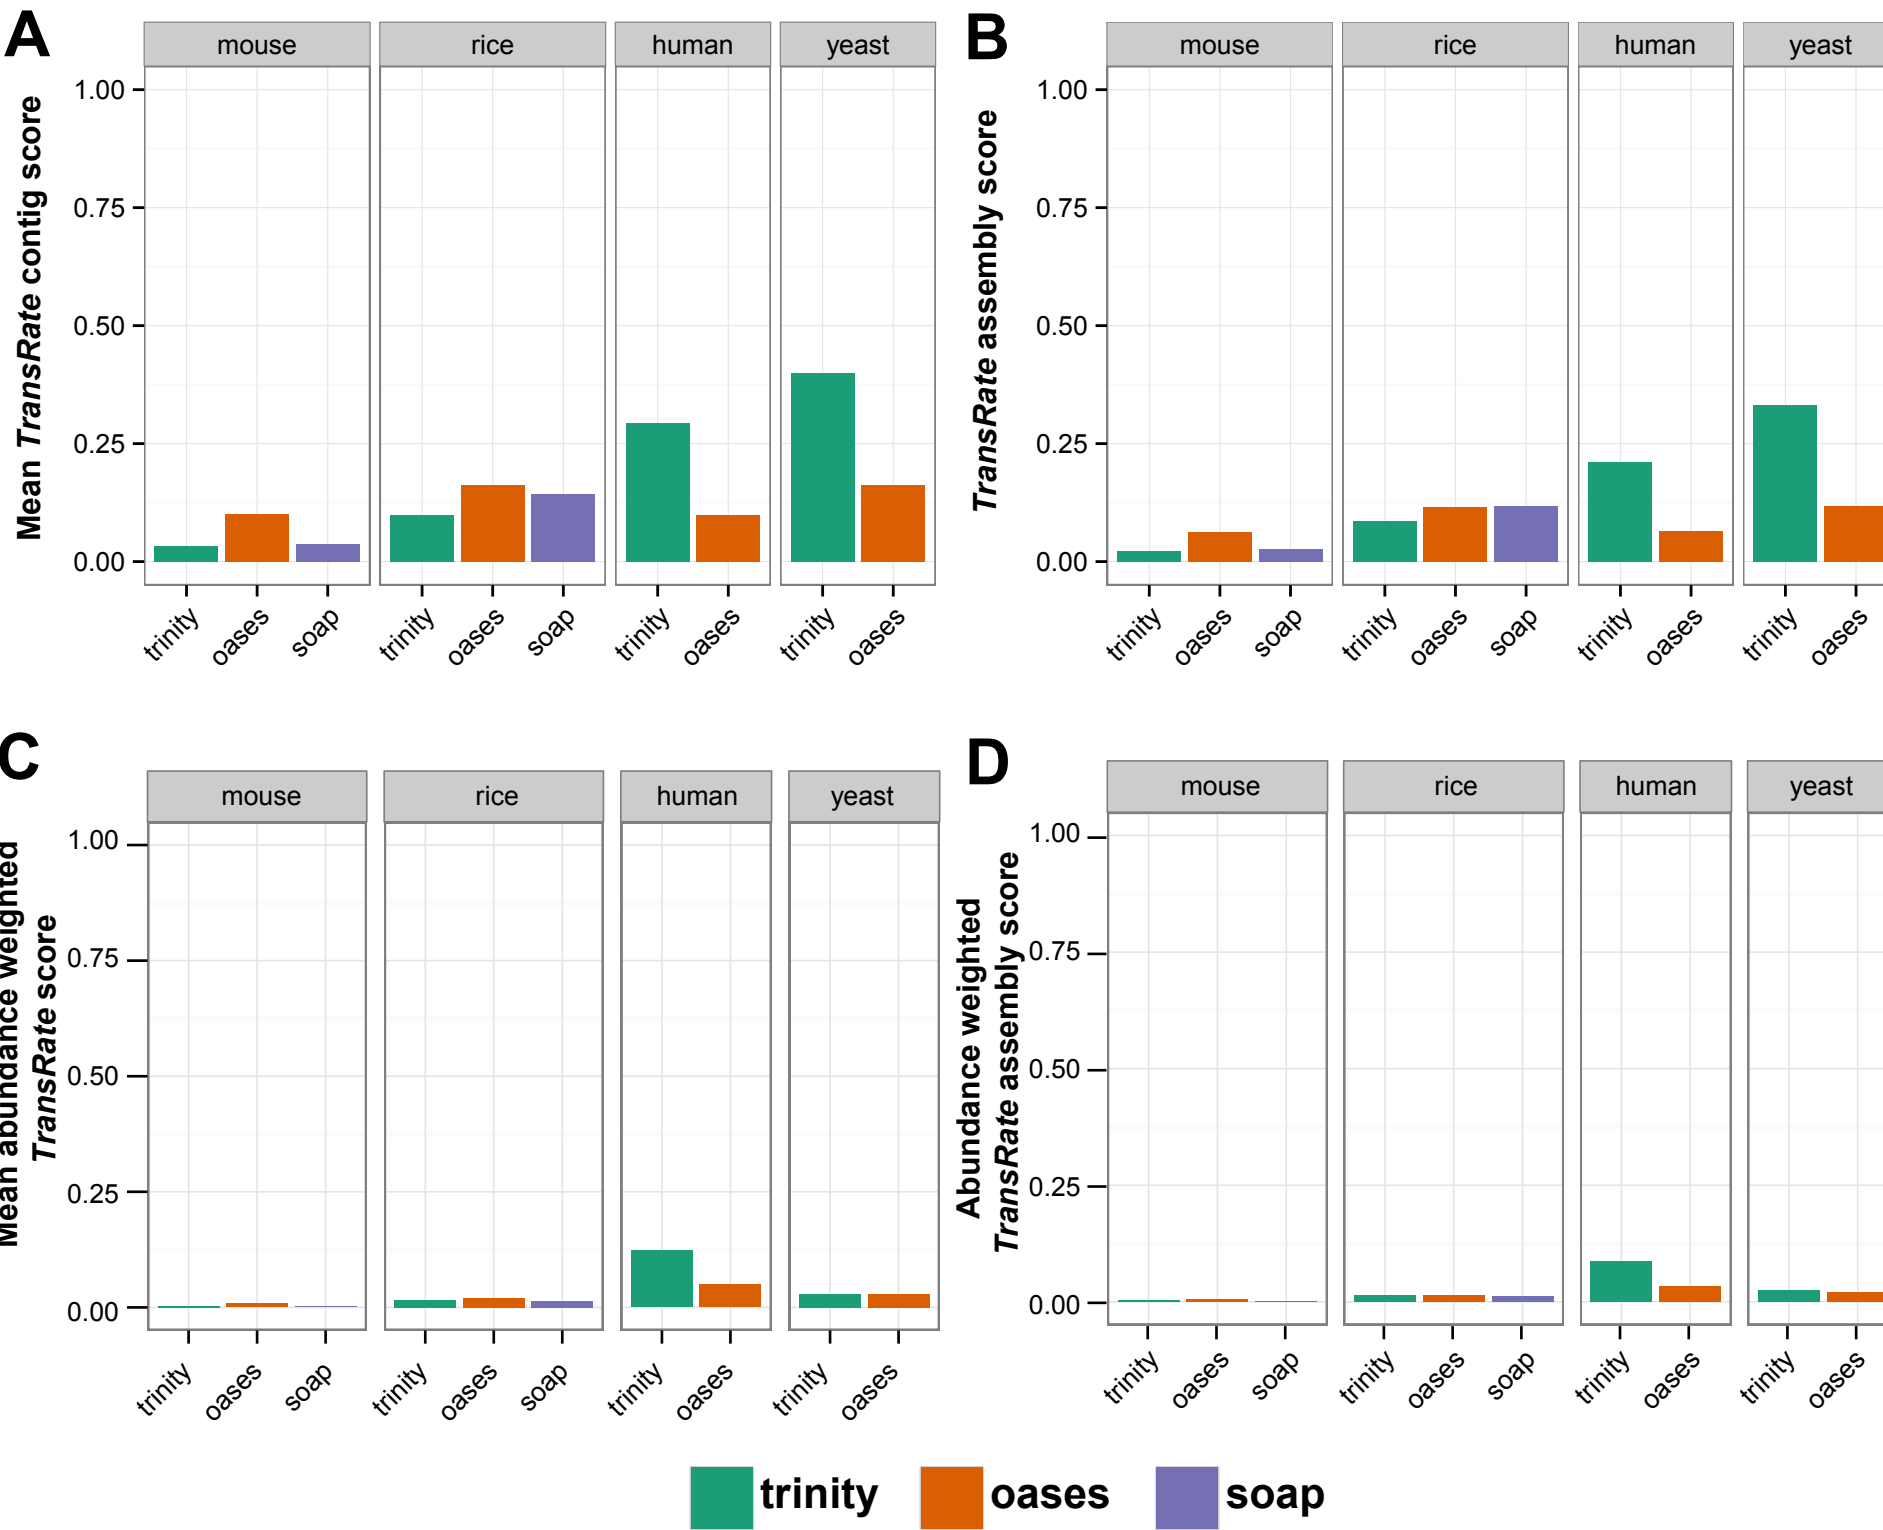 A
B
mouse rice human yeast
mouse rice human yeast
Mean TransRate contig score
1.00
0.75
0.50
0.25
0.00
trinity oases soap trinity oases soap trinity oases trinity oases
TransRate assembly score
1.00
0.75
0.50
0.25
0.00
trinity oases soap trinity oases soap trinity oases trinity oases
C
D
mouse rice human yeast
mouse rice human yeast
Mean abundance weighted
TransRate score
1.00
0.75
0.50
0.25
0.00
trinity oases soap trinity oases soap trinity oases trinity oases
Abundance weighted
TransRate assembly score
1.00
0.75
0.50
0.25
0.00
trinity oases soap trinity oases soap trinity oases trinity oases
trinity oases soap